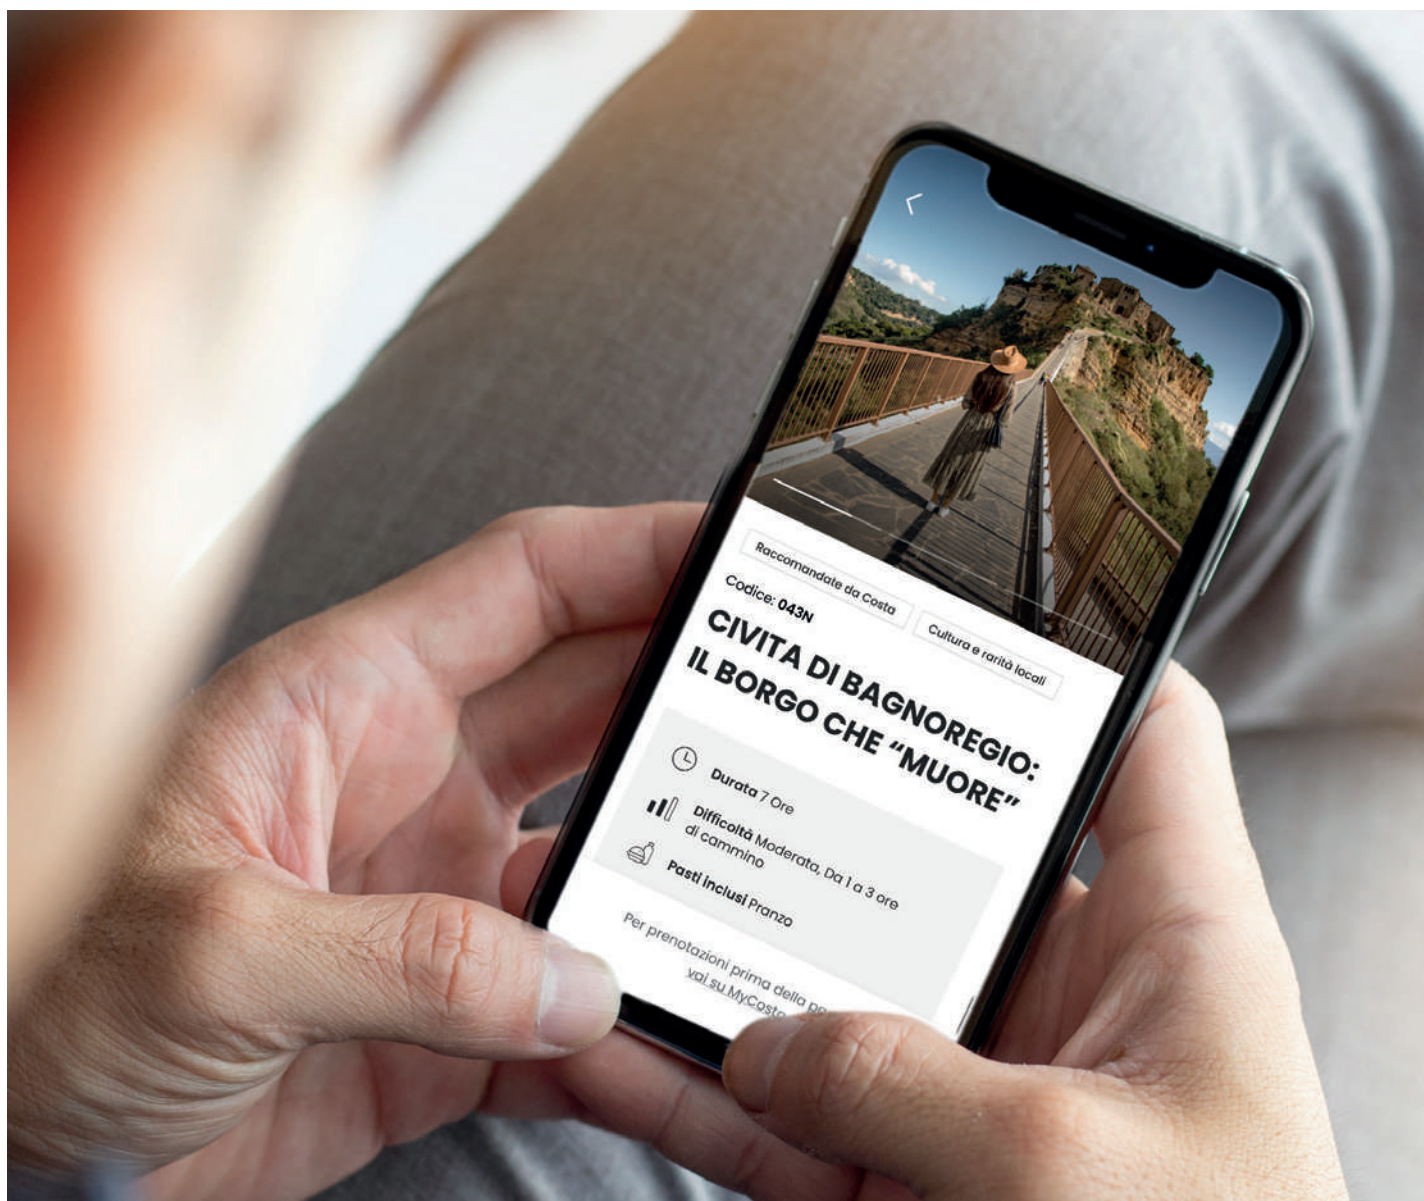 Raccomandate da Costa
Cultura e rarità locali
Codice: 043N
CIVITA DI BAGNOREGIO:
IL BORGO CHE “MUORE”
Durata 7 Ore
Difficoltà Moderata, Da 1 a 3 ore
di cammino
Pasti inclusi Pranzo
Per prenotazioni prima della
vai su MyCosta